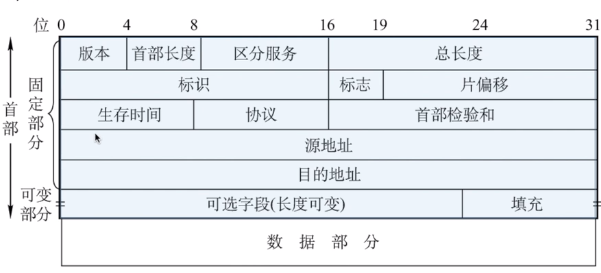 位 0 4 8 16 19 24 31
版本 首部长度 区分服务 总长度
标识 标志 片偏移
生存时间 协议 首部检验和
源地址
目的地址
可选字段(长度可变) 填充
数据部分
首部
固定部分
可变部分